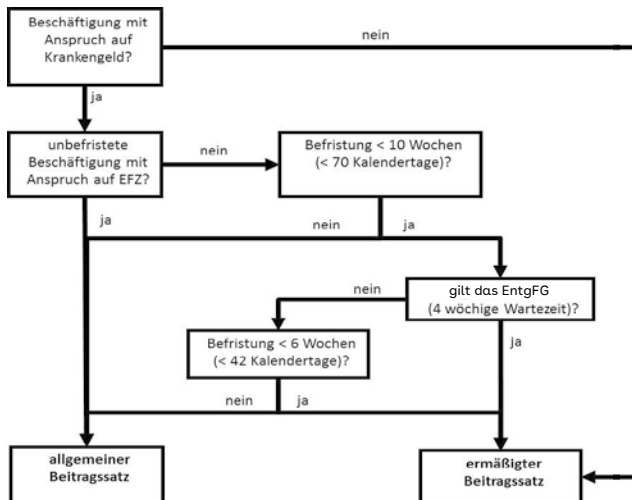 Beschäftigung mit
Anspruch auf
Krankengeld?
nein
ja
unbefristete
Beschäftigung mit
Anspruch auf EFZ?
nein
Befristung < 10 Wochen
(< 70 Kalendertage)?
ja
nein
ja
gilt das EntgFG
(4 wöchige Wartezeit)?
nein
ja
Befristung < 6 Wochen
(< 42 Kalendertage)?
nein
ja
allgemeiner
Beitragssatz
ermäßigter
Beitragssatz